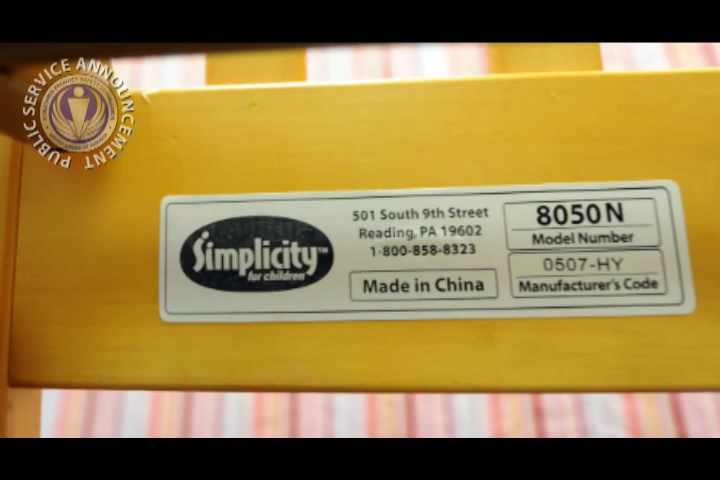 PUBLIC SERVICE ANNOUNCEMENT
Simplicity™
for children
501 South 9th Street
Reading, PA 19602
1-800-858-8323
Made in China
8050N
Model Number
0507-HY
Manufacturer's Code